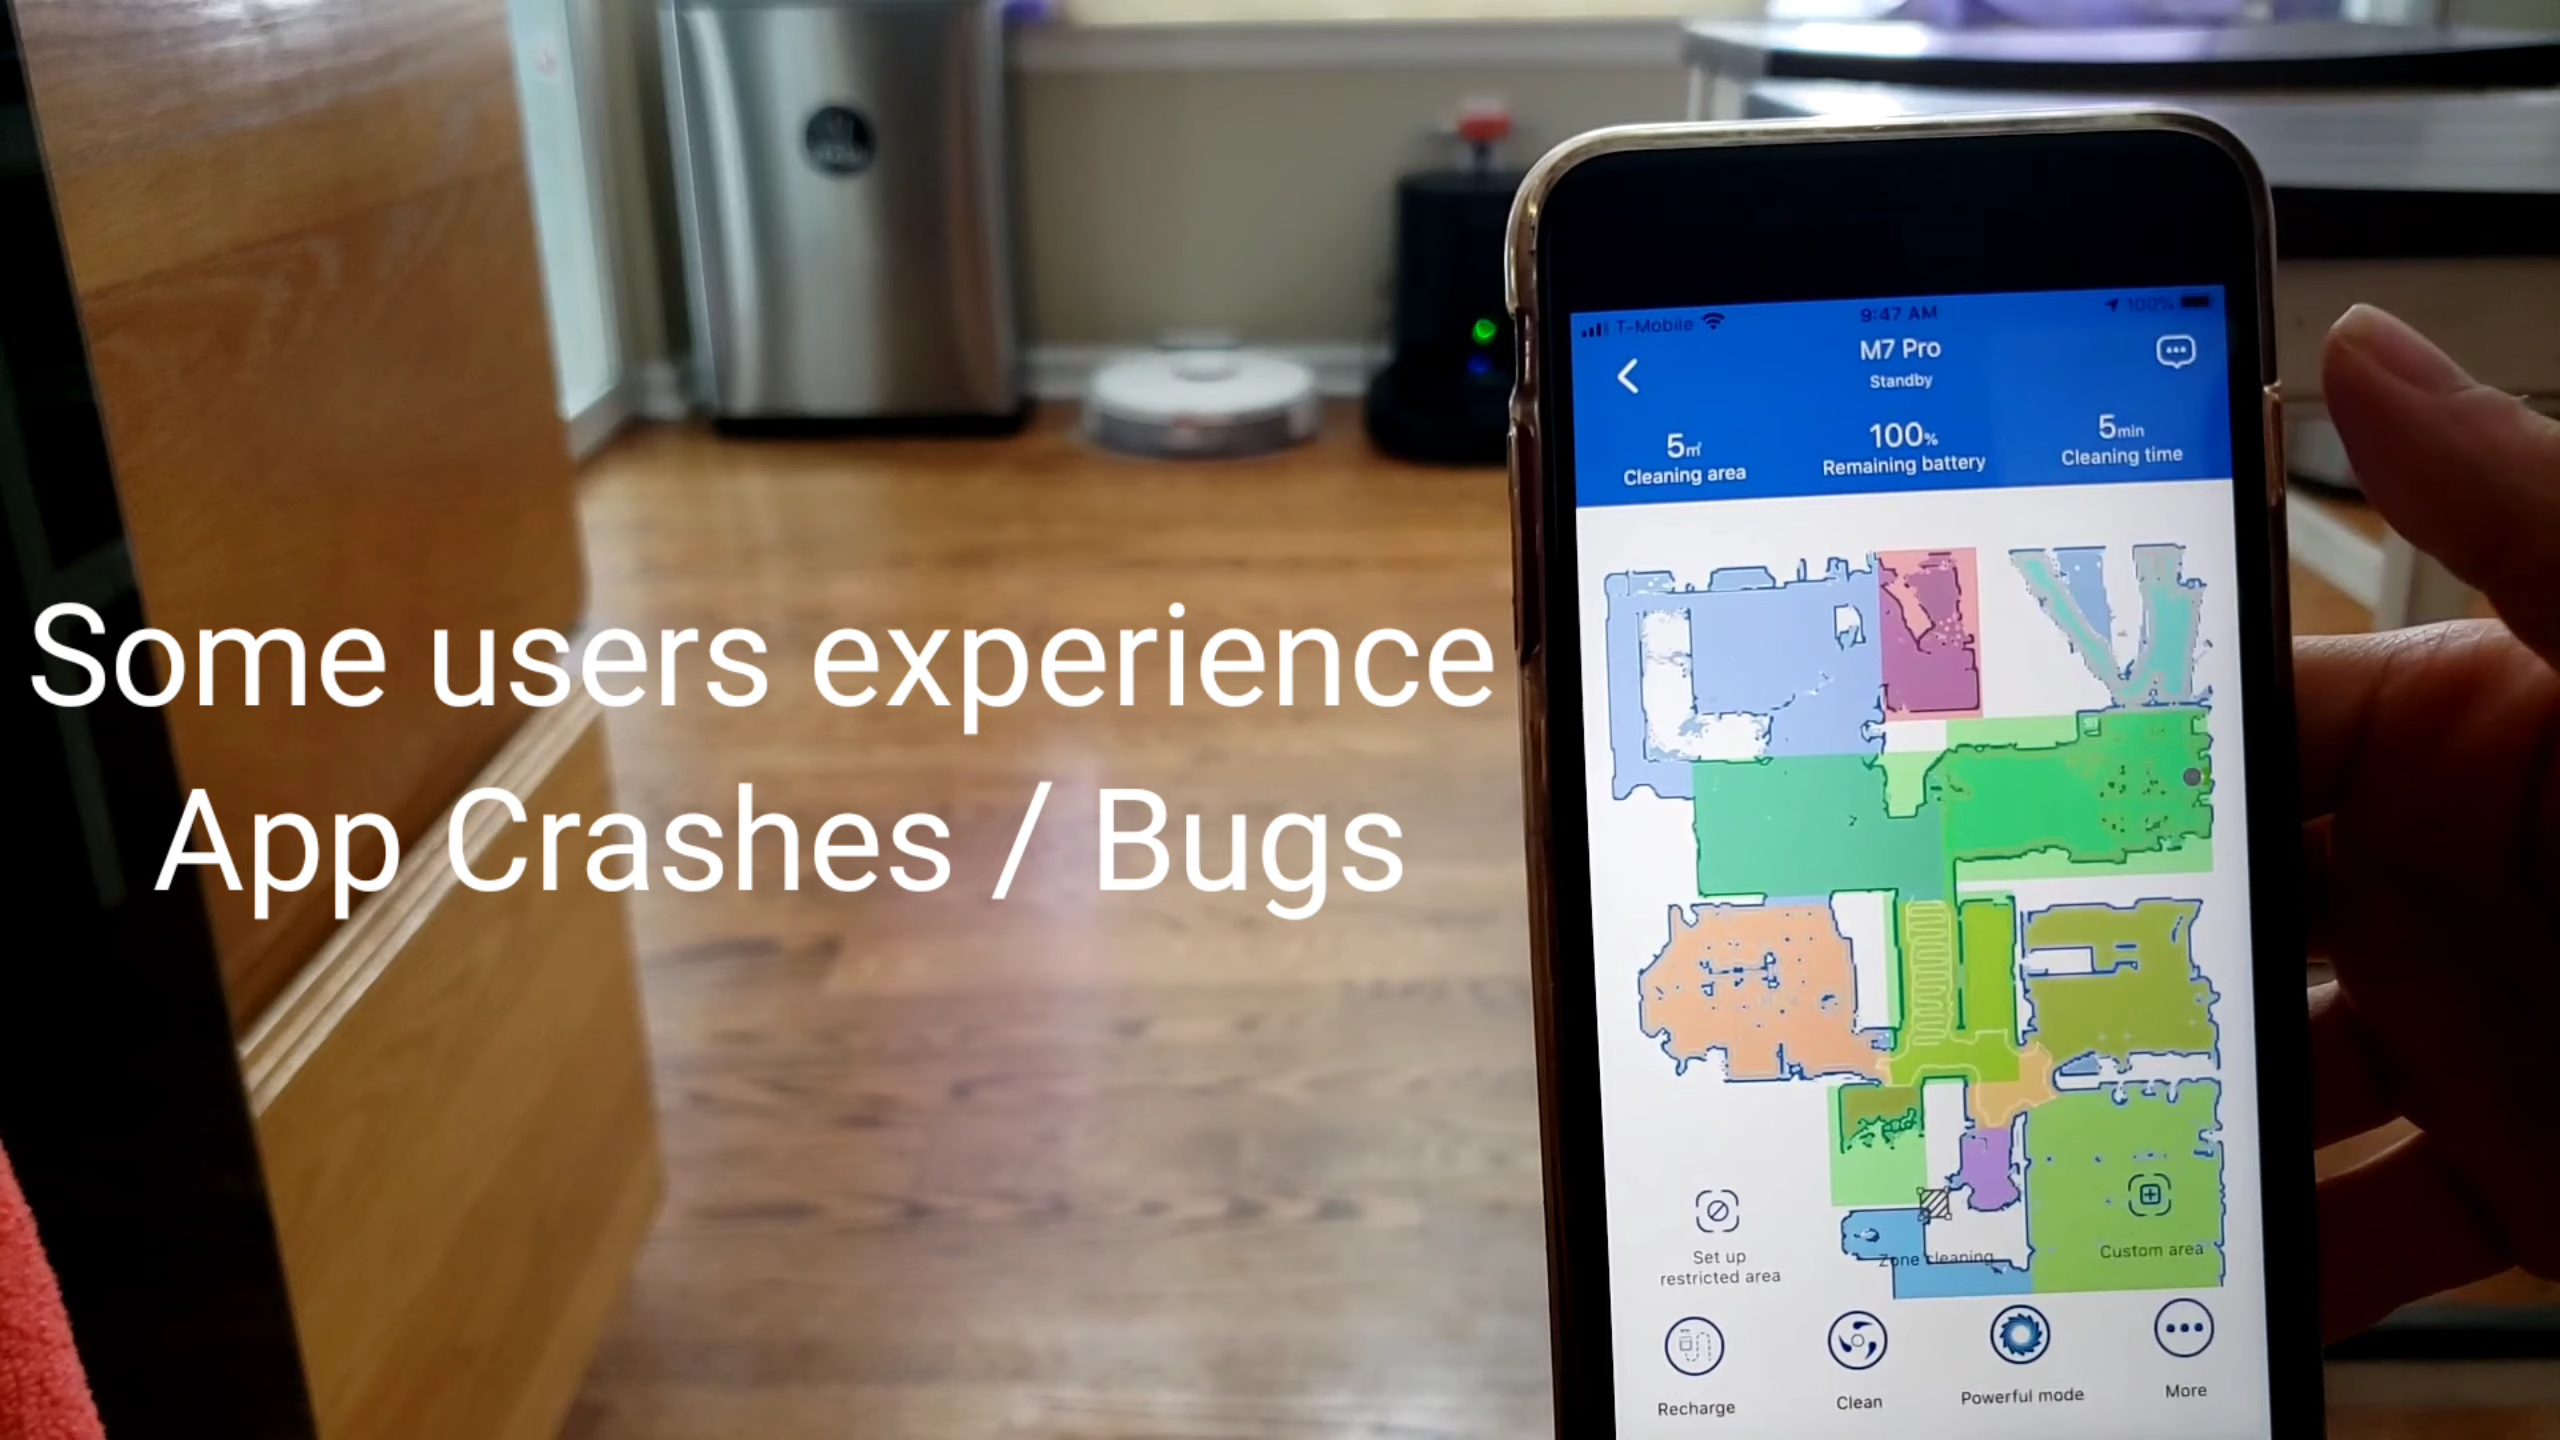 Some users experience
App Crashes / Bugs
T-Mobile
9:47 AM
100%
M7 Pro
Standby
5㎡
Cleaning area
100%
Remaining battery
5min
Cleaning time
Set up
restricted area
Zone cleaning
Custom area
Recharge
Clean
Powerful mode
More